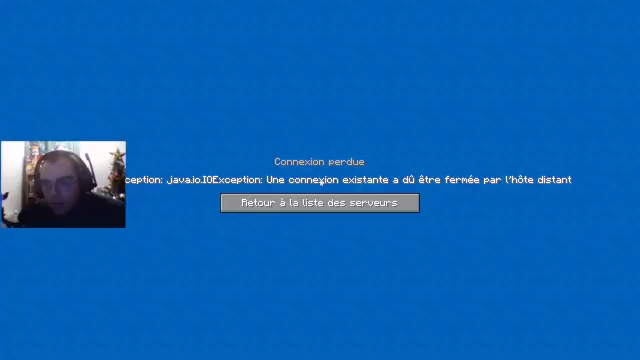 Connexion perdue
ception: java.io.IOException: Une connexion existante a dû être fermée par l'hôte distant
Retour à la liste des serveurs